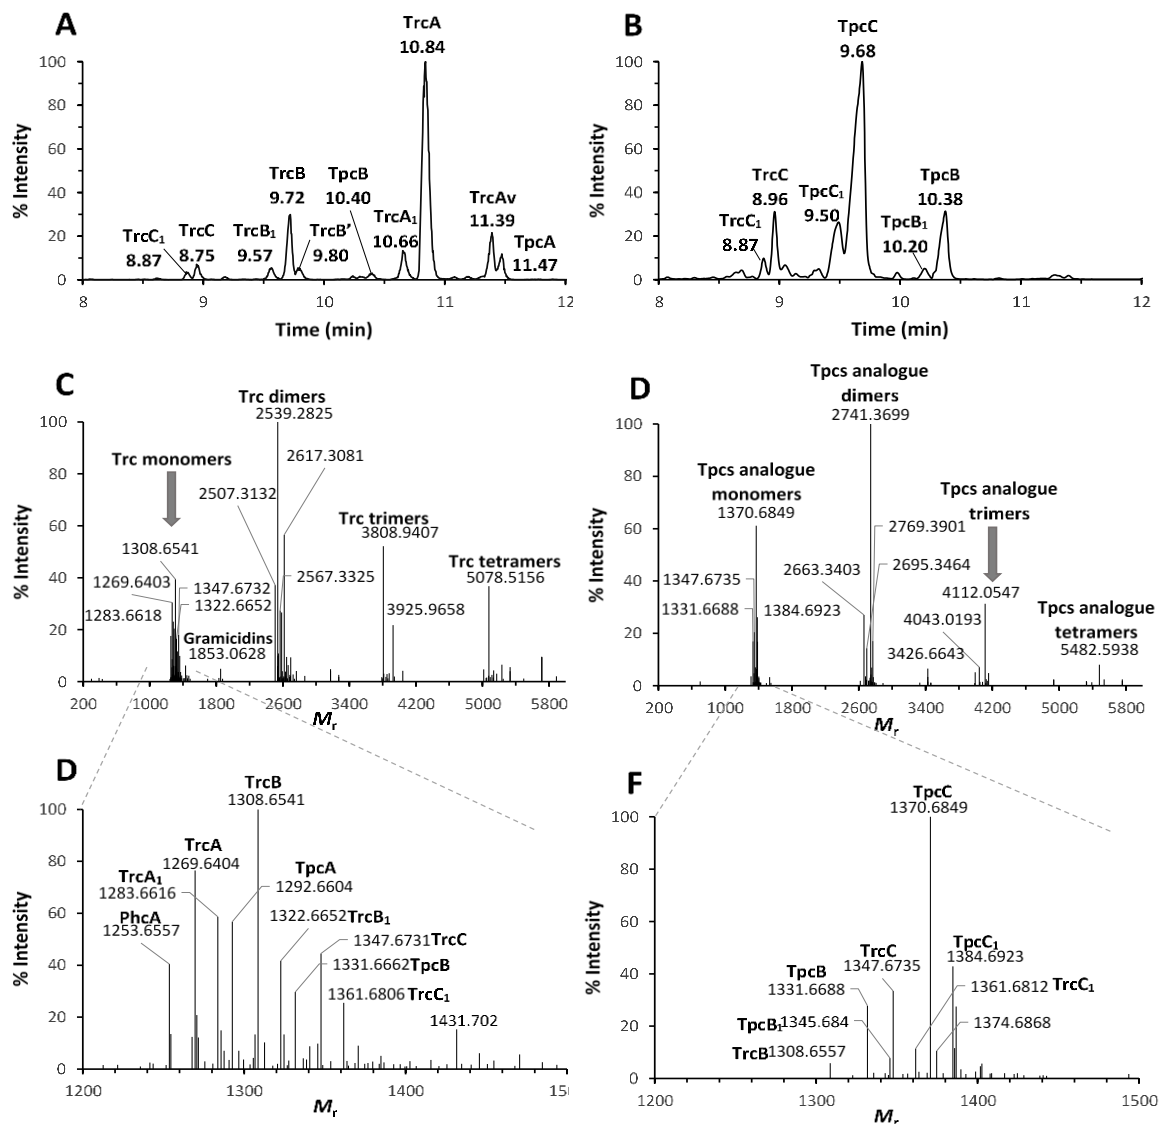 A
TrcA
10.84
100
80
60
40
20
0
% Intensity
TrcC₁
8.87
TrcC
8.75
TrcB₁
9.57
TrcB
9.72
TrcB’
9.80
TpcB
10.40
TrcA₁
10.66
TrcAv
11.39
TpcA
11.47
8 9 10 11 12
Time (min)
B
TpcC
9.68
100
80
60
40
20
0
% Intensity
TrcC₁
8.87
TrcC
8.96
TpcC₁
9.50
TpcB₁
10.20
TpcB
10.38
8 9 10 11 12
Time (min)
C
Trc dimers
2539.2825
100
80
60
40
20
0
% Intensity
Trc monomers
1308.6541
1269.6403
1283.6618
1347.6732
1322.6652
Gramicidins
1853.0628
2507.3132
2617.3081
2567.3325
Trc trimers
3808.9407
3925.9658
Trc tetramers
5078.5156
200 1000 1800 2600 3400 4200 5000 5800
Mr
D
Tpcs analogue
dimers
2741.3699
100
80
60
40
20
0
% Intensity
Tpcs analogue
monomers
1370.6849
1347.6735
1331.6688
1384.6923
2663.3403
2769.3901
2695.3464
Tpcs analogue
trimers
4112.0547
4043.0193
3426.6643
Tpcs analogue
tetramers
5482.5938
200 1000 1800 2600 3400 4200 5000 5800
Mr
D
TrcB
1308.6541
100
80
60
40
20
0
% Intensity
TrcA
1269.6404
TrcA₁
1283.6616
PhcA
1253.6557
TpcA
1292.6604
1322.6652TrcB₁
1347.6731TrcC
1331.6662TpcB
1361.6806 TrcC₁
1431.702
1200 1300 1400 150
Mr
F
TpcC
1370.6849
100
80
60
40
20
0
% Intensity
TpcB
1331.6688
TrcC
1347.6735
TpcC₁
1384.6923
1361.6812 TrcC₁
TpcB₁1345.684
1374.6868
TrcB1308.6557
1200 1300 1400 1500
Mr